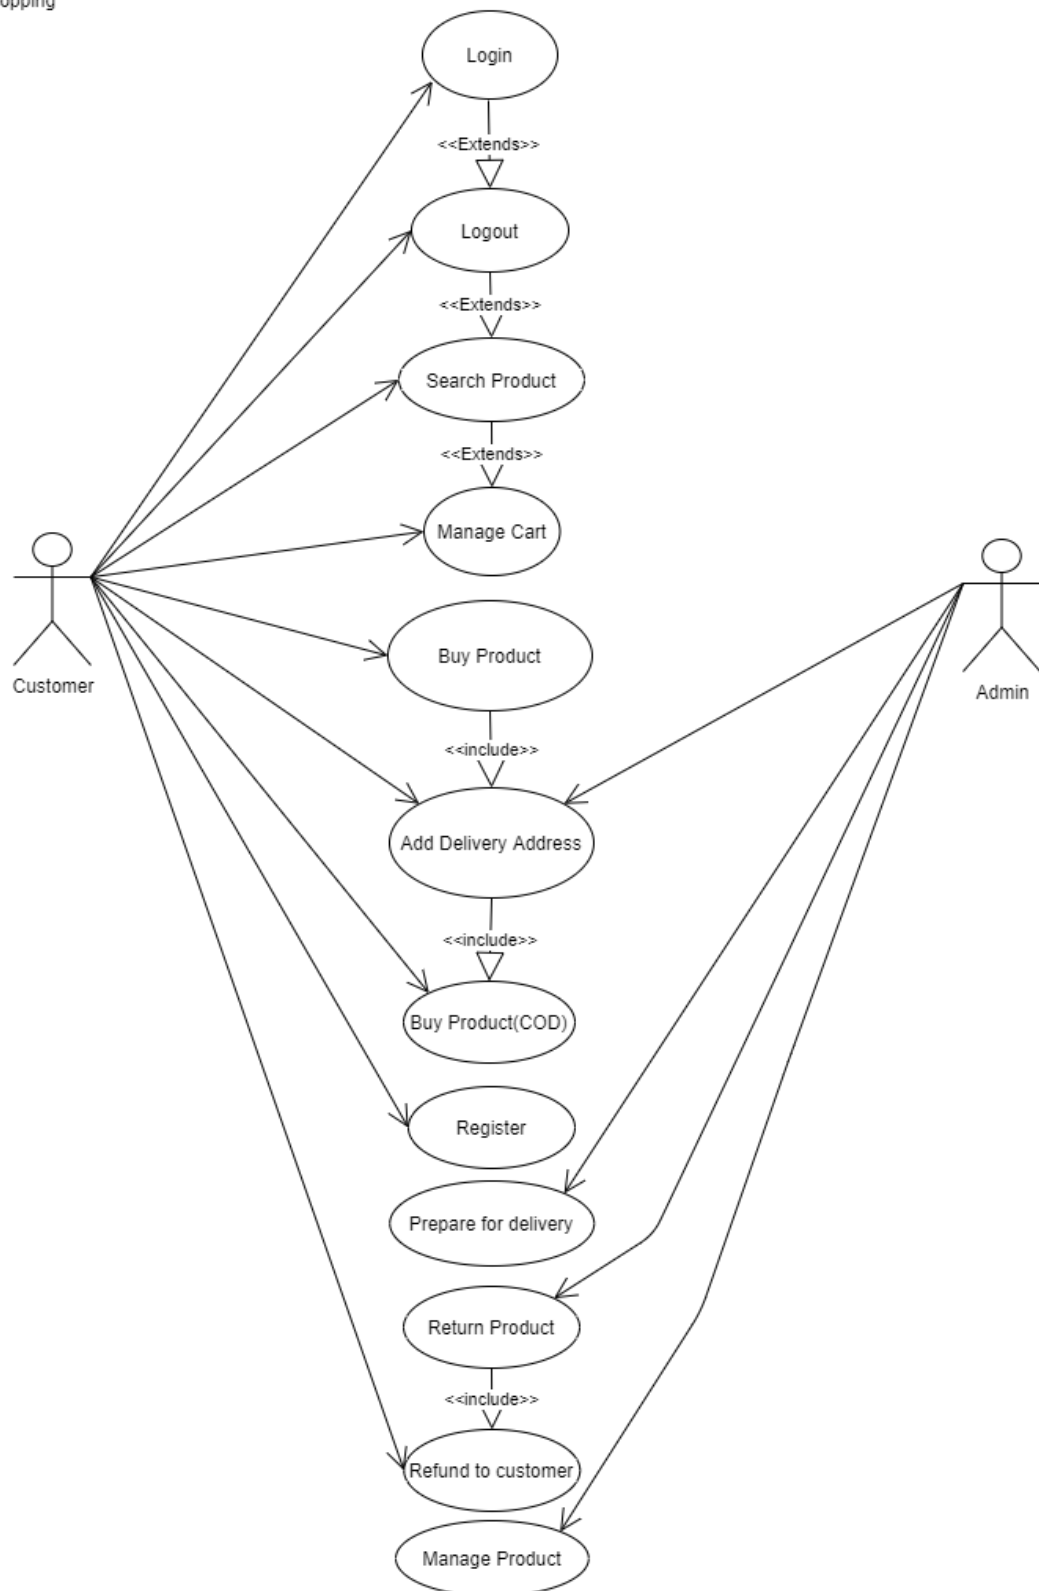 opping
Login
<<Extends>>
Logout
<<Extends>>
Search Product
<<Extends>>
Manage Cart
Buy Product
Customer
Admin
<<include>>
Add Delivery Address
<<include>>
Buy Product(COD)
Register
Prepare for delivery
Return Product
<<include>>
Refund to customer
Manage Product